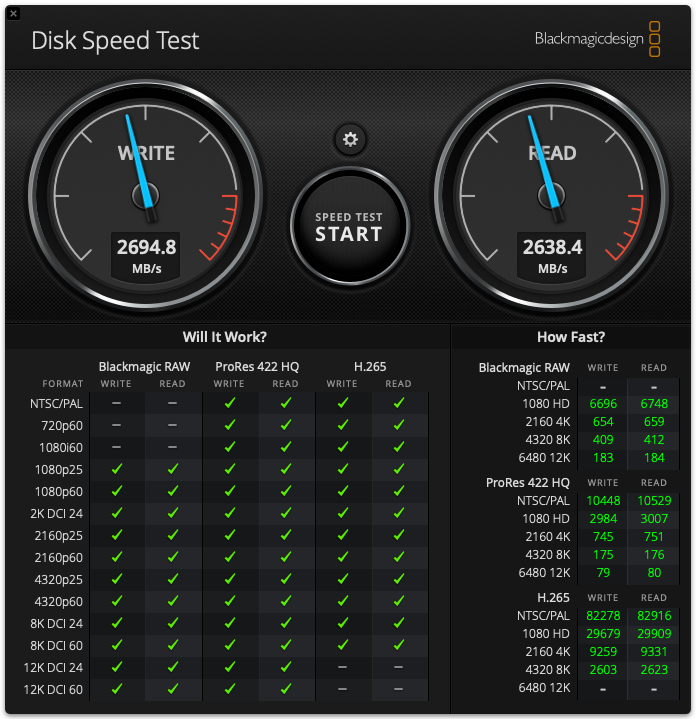 Disk Speed Test
Blackmagicdesign
WRITE
2694.8
MB/s
SPEED TEST
START
READ
2638.4
MB/s
Will It Work?
Blackmagic RAW ProRes 422 HQ H.265
FORMAT WRITE READ WRITE READ WRITE READ
NTSC/PAL – – ✓ ✓ ✓ ✓
720p60 – – ✓ ✓ ✓ ✓
1080i60 – – ✓ ✓ ✓ ✓
1080p25 ✓ ✓ ✓ ✓ ✓ ✓
1080p60 ✓ ✓ ✓ ✓ ✓ ✓
2K DCI 24 ✓ ✓ ✓ ✓ ✓ ✓
2160p25 ✓ ✓ ✓ ✓ ✓ ✓
2160p60 ✓ ✓ ✓ ✓ ✓ ✓
4320p25 ✓ ✓ ✓ ✓ ✓ ✓
4320p60 ✓ ✓ ✓ ✓ ✓ ✓
8K DCI 24 ✓ ✓ ✓ ✓ ✓ ✓
8K DCI 60 ✓ ✓ ✓ ✓ ✓ ✓
12K DCI 24 ✓ ✓ ✓ ✓ – –
12K DCI 60 ✓ ✓ ✓ ✓ – –
How Fast?
Blackmagic RAW WRITE READ
NTSC/PAL - -
1080 HD 6696 6748
2160 4K 654 659
4320 8K 409 412
6480 12K 183 184
ProRes 422 HQ WRITE READ
NTSC/PAL 10448 10529
1080 HD 2984 3007
2160 4K 745 751
4320 8K 175 176
6480 12K 79 80
H.265 WRITE READ
NTSC/PAL 82278 82916
1080 HD 29679 29909
2160 4K 9259 9331
4320 8K 2603 2623
6480 12K - -